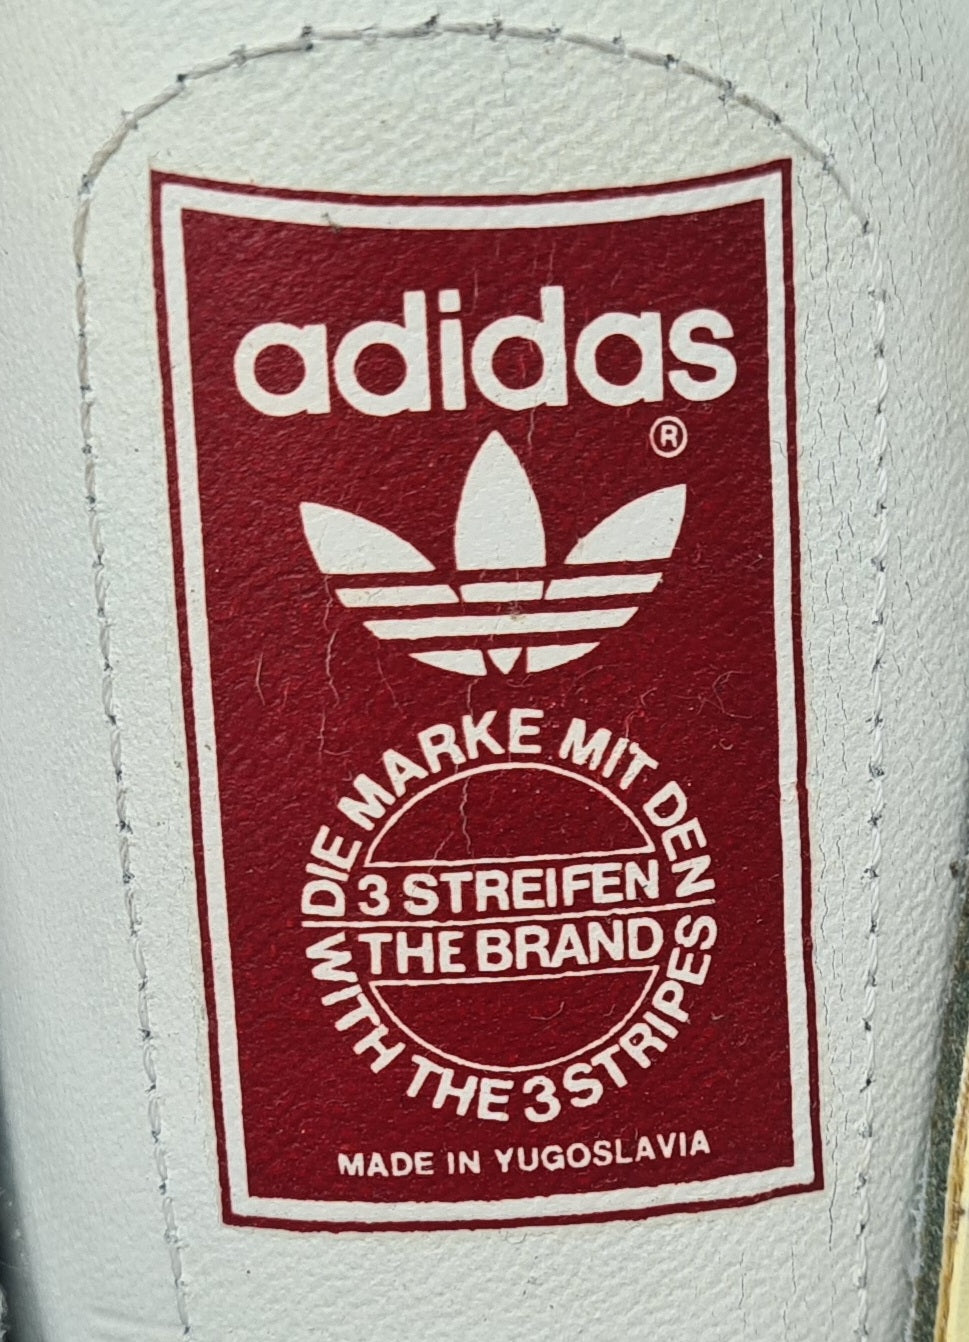 adidas
®
DIE MARKE MIT DEN
3 STREIFEN
THE BRAND
WITH THE 3 STRIPES
MADE IN YUGOSLAVIA